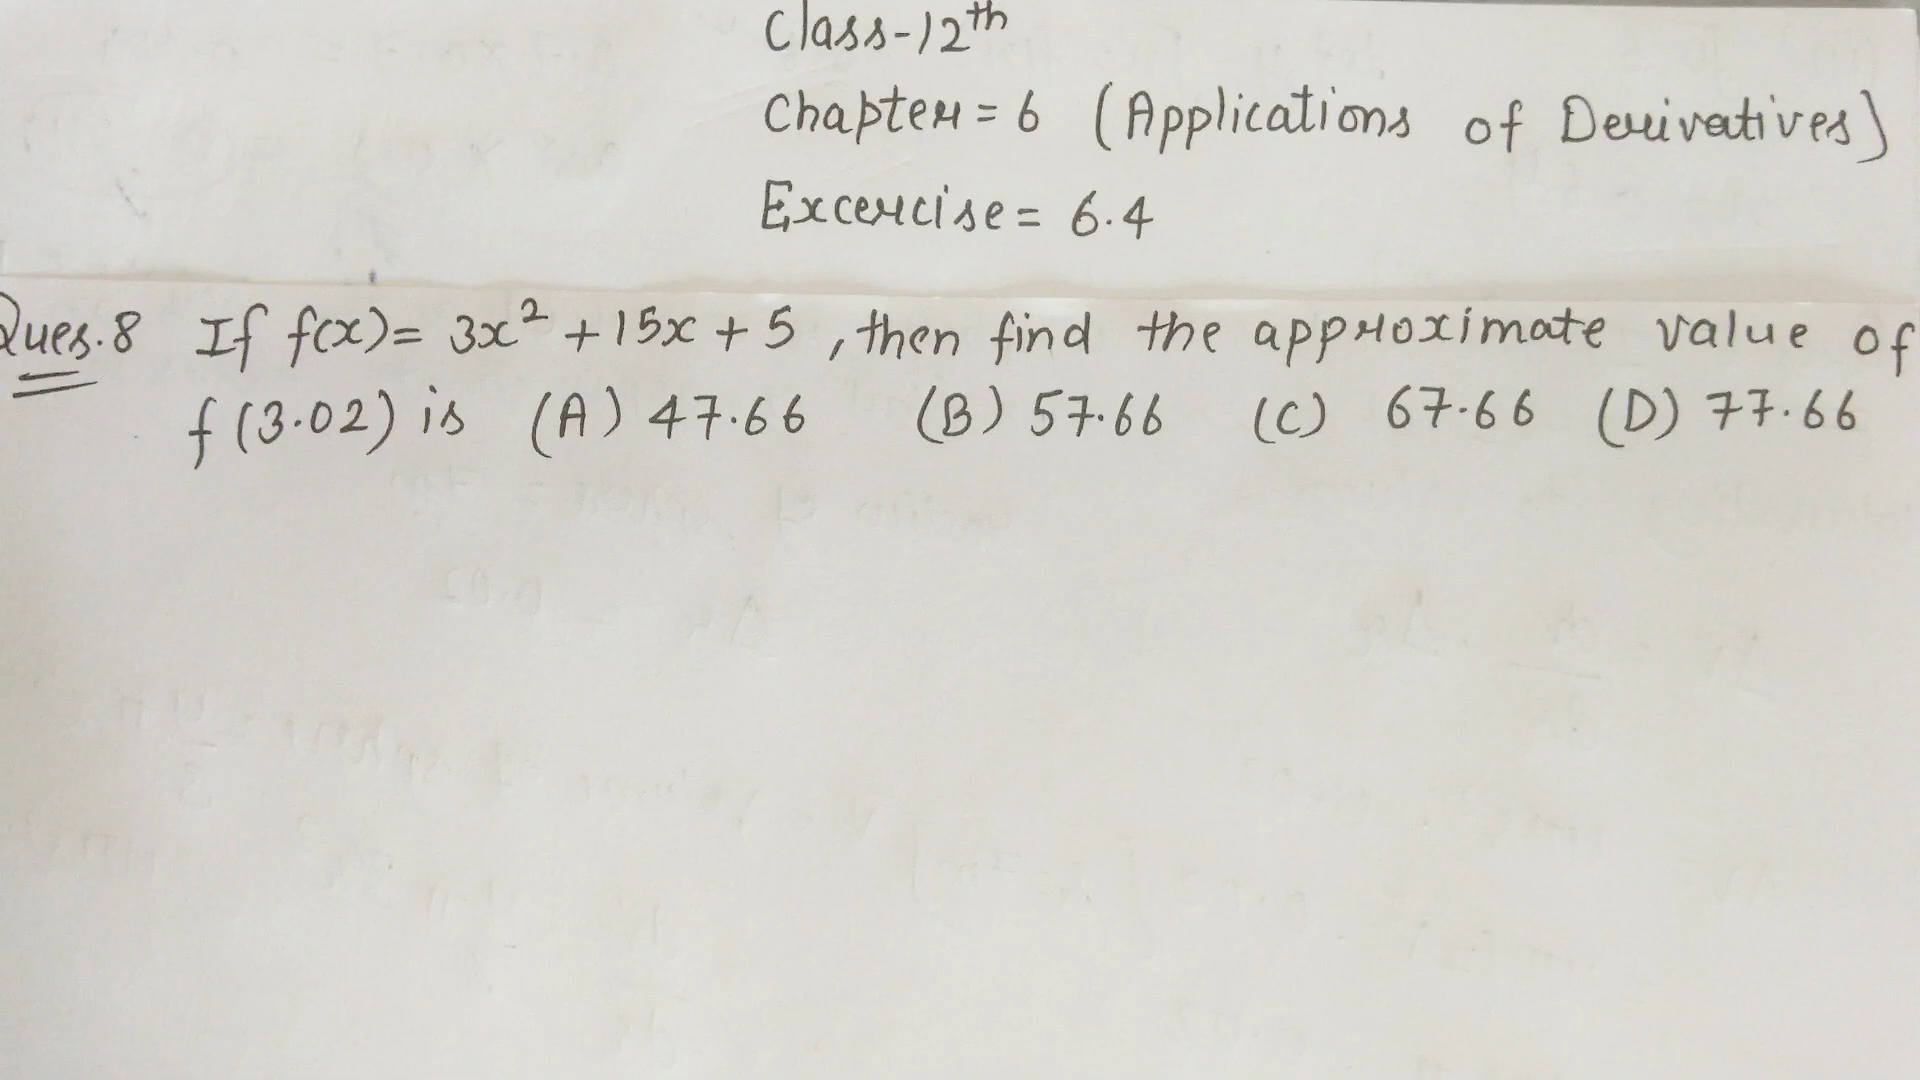 Class-12th
Chapter = 6 (Applications of Derivatives)
Excercise = 6.4
Ques.8 If f(x) = 3x² + 15x + 5, then find the approximate value of
f(3.02) is (A) 47.66 (B) 57.66 (C) 67.66 (D) 77.66